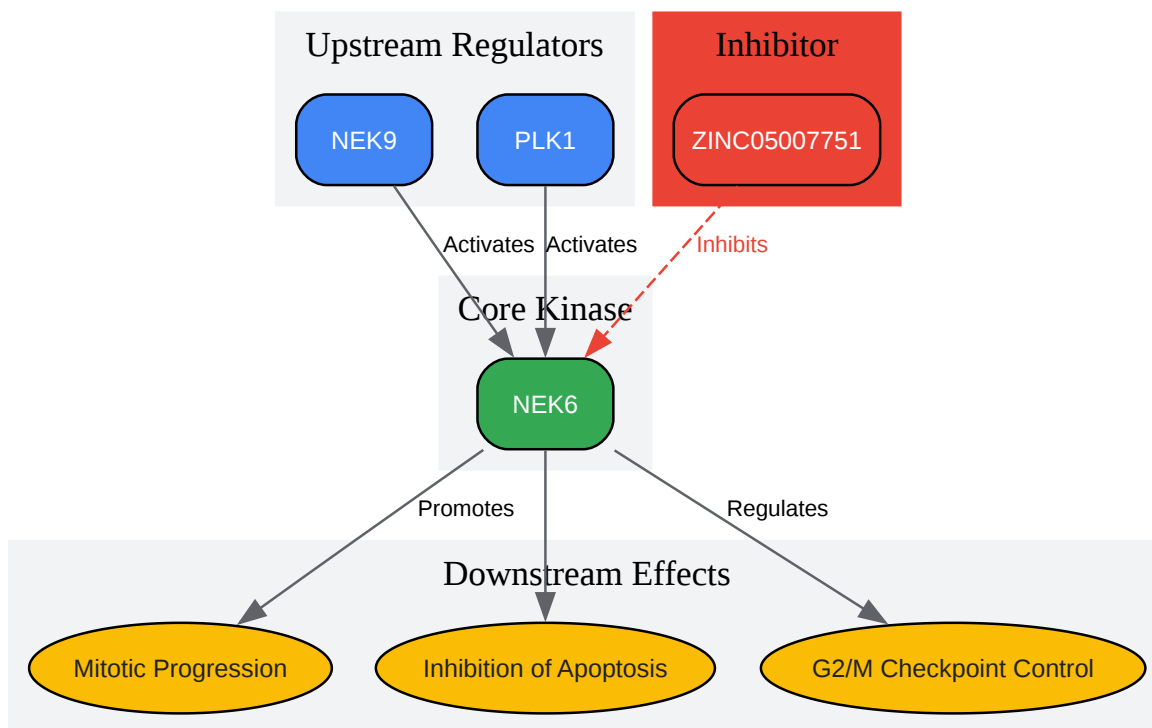 Upstream Regulators
Inhibitor
NEK9
PLK1
ZINC05007751
Activates
Activates
Inhibits
Core Kinase
NEK6
Promotes
Regulates
Downstream Effects
Mitotic Progression
Inhibition of Apoptosis
G2/M Checkpoint Control